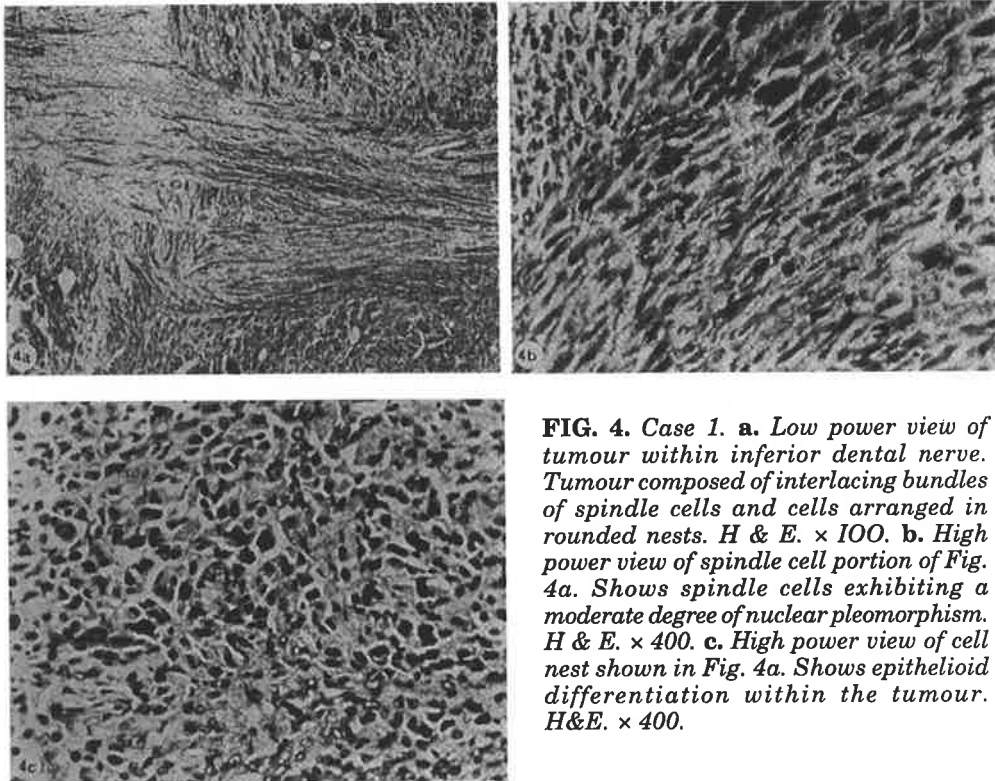 4a
4b
4c
FIG. 4. Case 1. a. Low power view of
tumour within inferior dental nerve.
Tumour composed of interlacing bundles
of spindle cells and cells arranged in
rounded nests. H & E. × IOO. b. High
power view of spindle cell portion of Fig.
4a. Shows spindle cells exhibiting a
moderate degree of nuclear pleomorphism.
H & E. × 400. c. High power view of cell
nest shown in Fig. 4a. Shows epithelioid
differentiation within the tumour.
H&E. × 400.